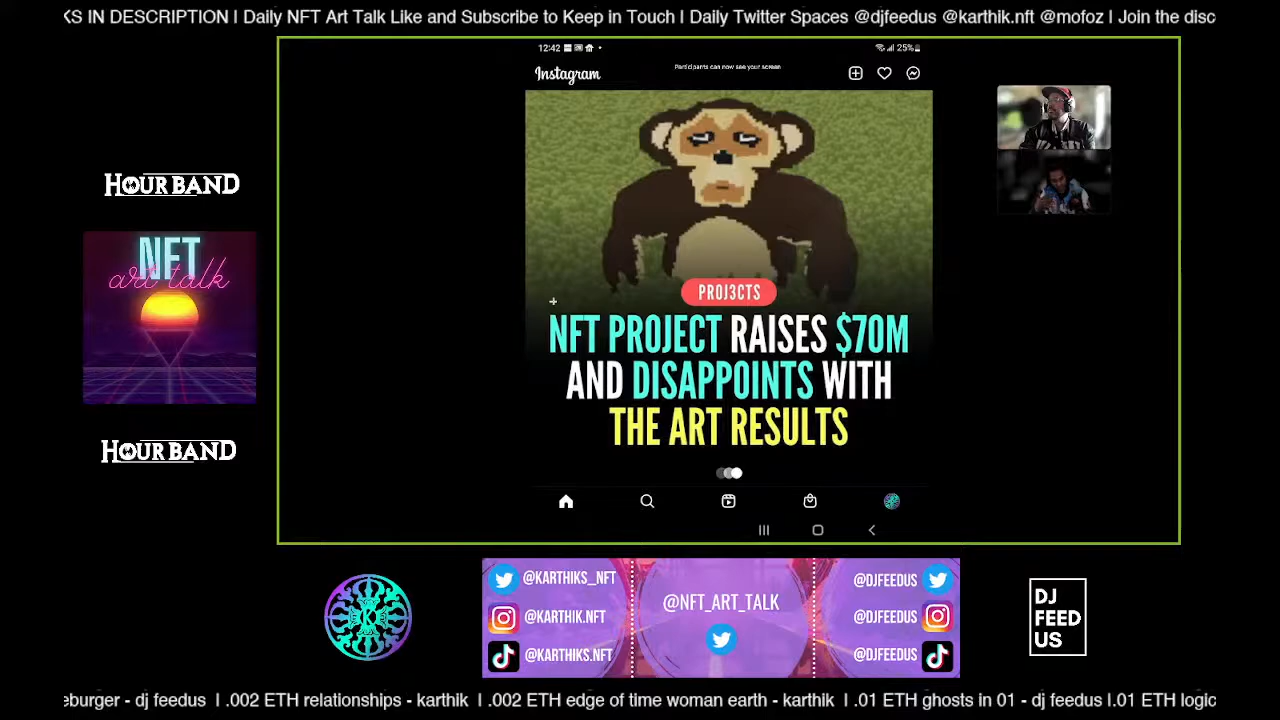 KS IN DESCRIPTION | Daily NFT Art Talk Like and Subscribe to Keep in Touch | Daily Twitter Spaces @djfeedus @karthik.nft @mofoz | Join the disc
12:42
25%
Instagram
Participants can now see your screen
HOUR BAND
NFT
art talk
HOUR BAND
PROJ3CTS
NFT PROJECT RAISES $70M
AND DISAPPOINTS WITH
THE ART RESULTS
@KARTHIKS_NFT
@KARTHIK.NFT
@KARTHIKS.NFT
@NFT_ART_TALK
@DJFEEDUS
@DJFEEDUS
@DJFEEDUS
K
DJ
FEED
US
eburger - dj feedus | .002 ETH relationships - karthik | .002 ETH edge of time woman earth - karthik | .01 ETH ghosts in 01 - dj feedus |.01 ETH logic